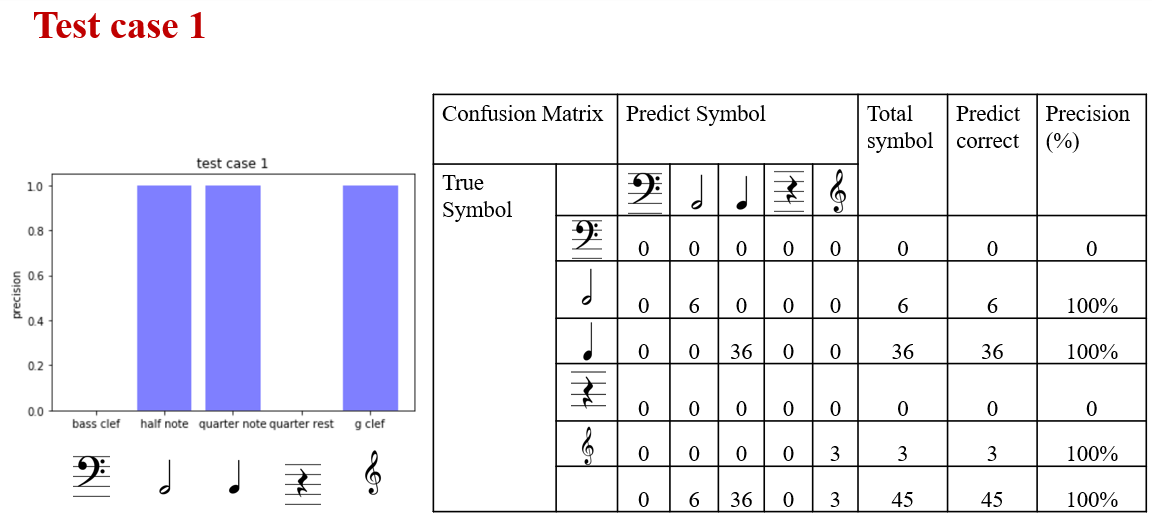 Test case 1
test case 1
precision
1.0
0.8
0.6
0.4
0.2
0.0
bass clef half note quarter note quarter rest g clef
Confusion Matrix Predict Symbol Total symbol Predict correct Precision (%)
True Symbol
0 0 0 0 0 0 0 0
0 6 0 0 0 6 6 100%
0 0 36 0 0 36 36 100%
0 0 0 0 0 0 0 0
0 0 0 0 3 3 3 100%
0 6 36 0 3 45 45 100%